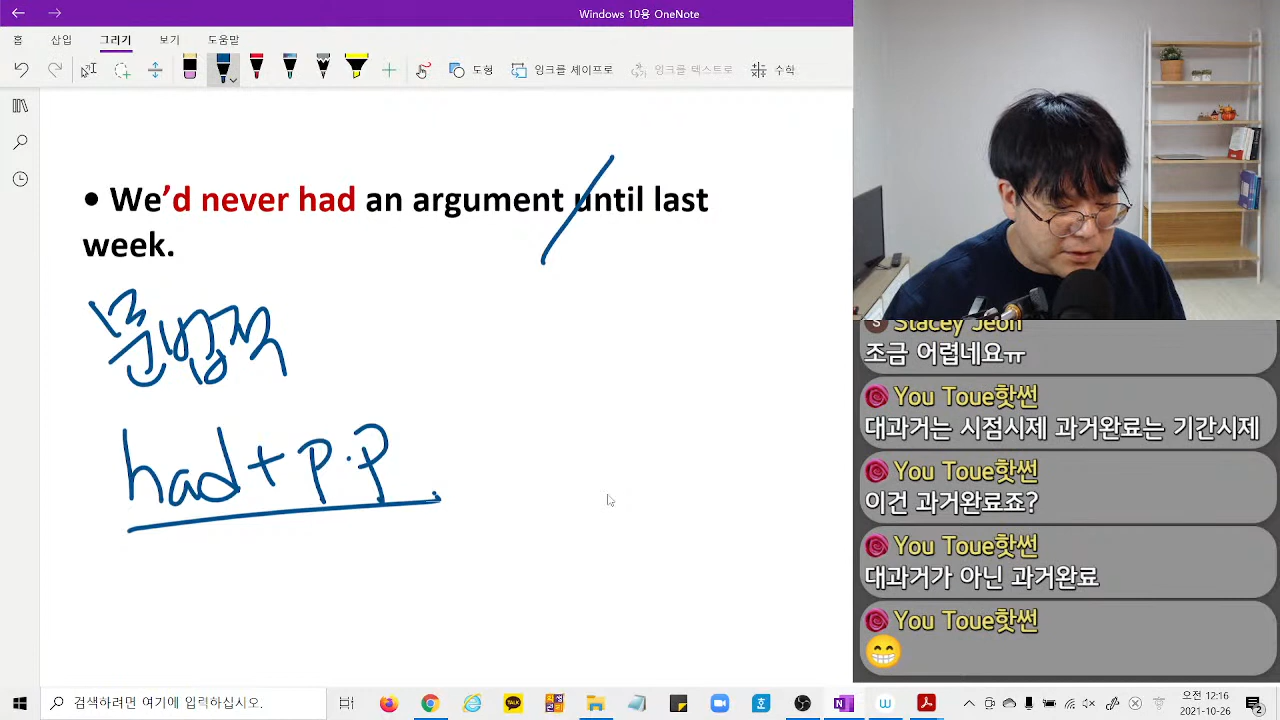 Windows 10용 OneNote
홈 삽입 그리기 보기 도움말
도형 잉크를 셰이프로 잉크를 텍스트로 수학
• We'd never had an argument until last
week.
문법적
had + p.p
Stacey Jeon
조금 어렵네요ㅠ
You Toue핫썬
대과거는 시점시제 과거완료는 기간시제
You Toue핫썬
이건 과거완료죠?
You Toue핫썬
대과거가 아닌 과거완료
You Toue핫썬
😁
검색하려면 여기에 입력하십시오.
오전 7:16
2021-10-26